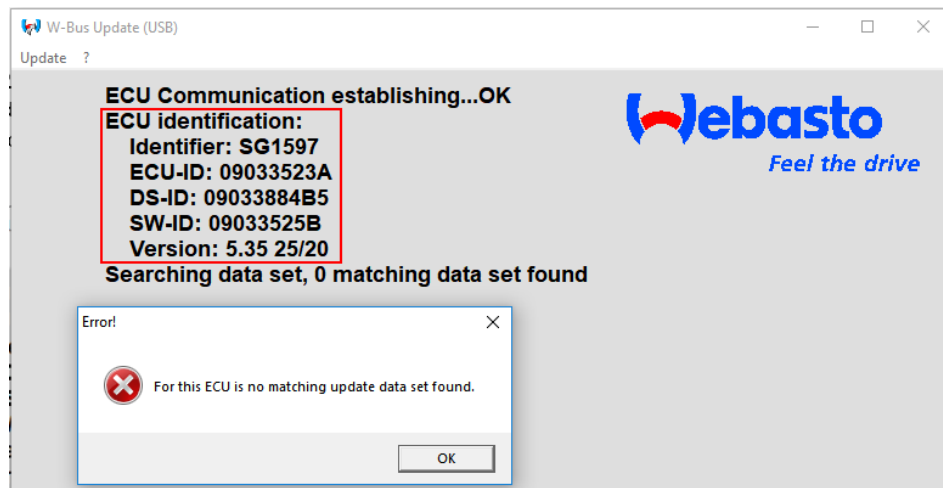 W-Bus Update (USB)
Update ?
ECU Communication establishing...OK
ECU identification:
Identifier: SG1597
ECU-ID: 09033523A
DS-ID: 09033884B5
SW-ID: 09033525B
Version: 5.35 25/20
Searching data set, 0 matching data set found
Webasto
Feel the drive
Error!
For this ECU is no matching update data set found.
OK